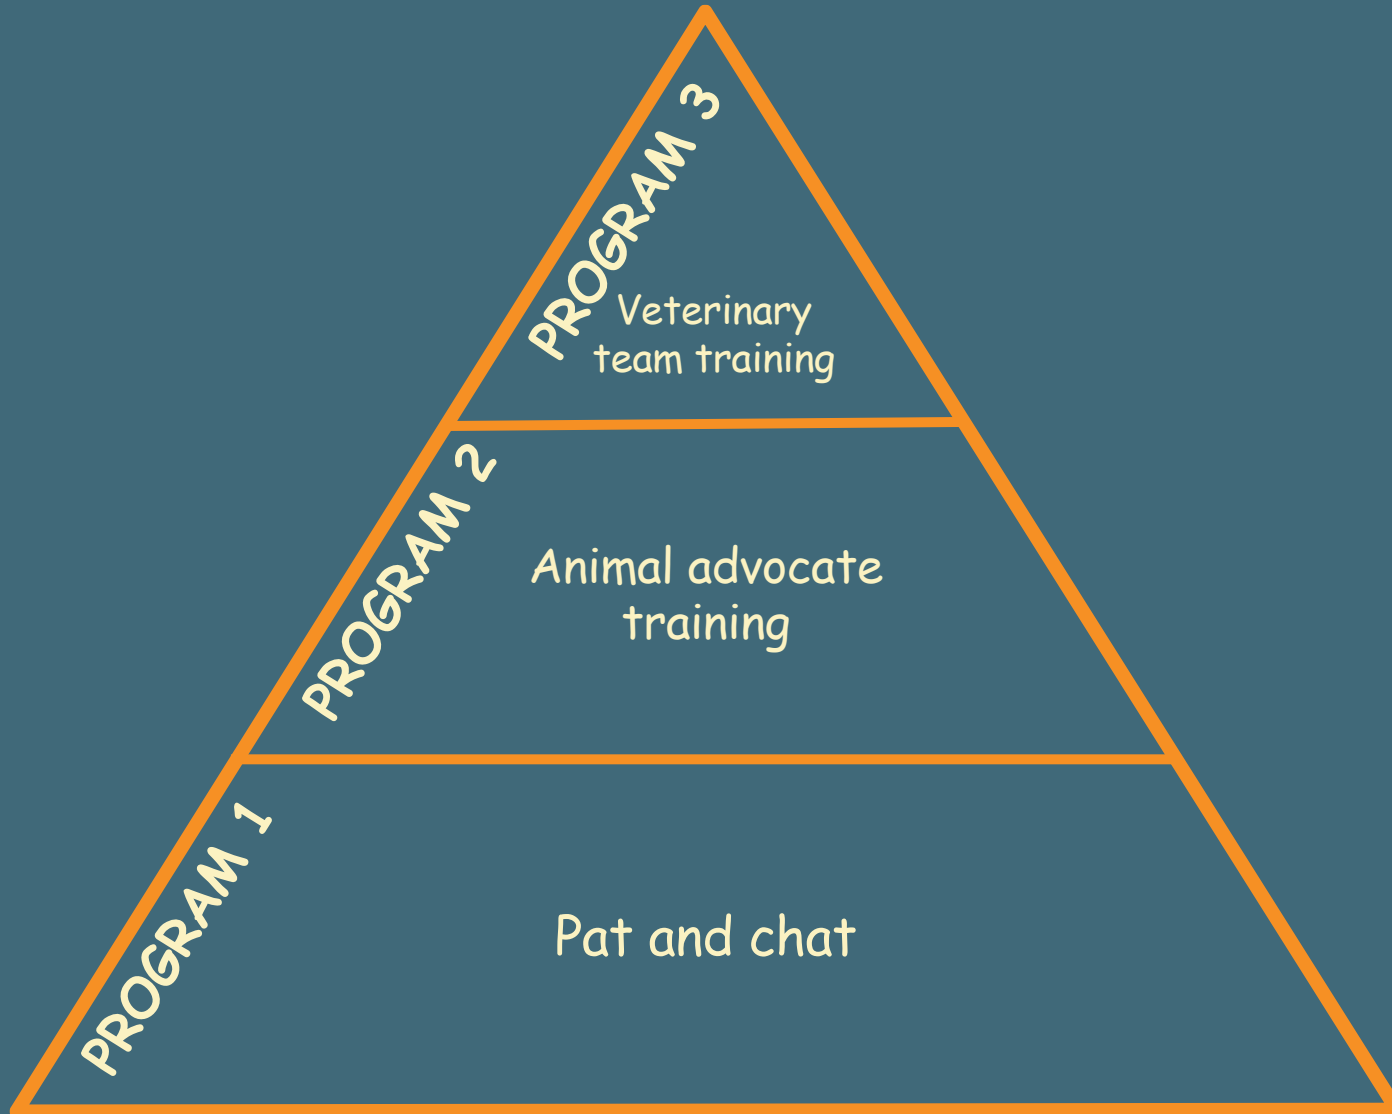 PROGRAM 3
Veterinary
team training
PROGRAM 2
Animal advocate
training
PROGRAM 1
Pat and chat